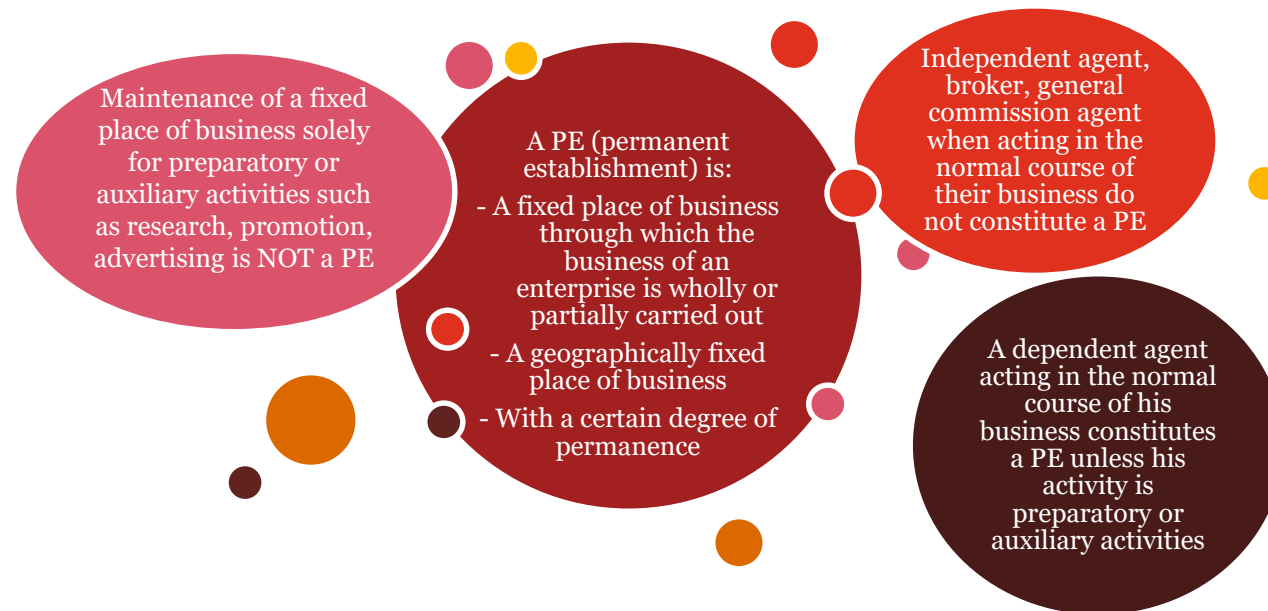 Maintenance of a fixed
place of business solely
for preparatory or
auxiliary activities such
as research, promotion,
advertising is NOT a PE
A PE (permanent
establishment) is:
- A fixed place of business
through which the
business of an
enterprise is wholly or
partially carried out
- A geographically fixed
place of business
- With a certain degree of
permanence
Independent agent,
broker, general
commission agent
when acting in the
normal course of
their business do
not constitute a PE
A dependent agent
acting in the normal
course of his
business constitutes
a PE unless his
activity is
preparatory or
auxiliary activities